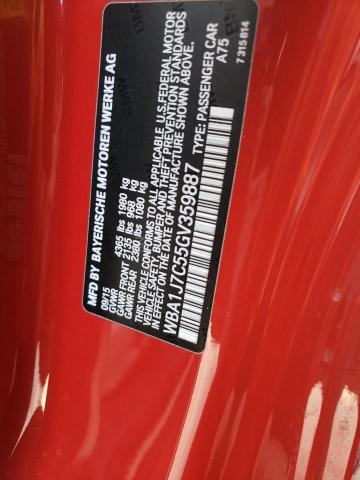 MFD BY BAYERISCHE MOTOREN WERKE AG
09/15
GVWR 4365 lbs 1980 kg
GAWR FRONT 2135 lbs 968 kg
GAWR REAR 2380 lbs 1080 kg
VEHICLE CONFORMS TO ALL APPLICABLE U.S.FEDERAL MOTOR
VEHICLE SAFETY, BUMPER, AND THEFT PREVENTION STANDARDS
IN EFFECT ON THE DATE OF MANUFACTURE SHOWN ABOVE.
WBA1J7C55GV359887 TYPE: PASSENGER CAR
A75
7 315 814